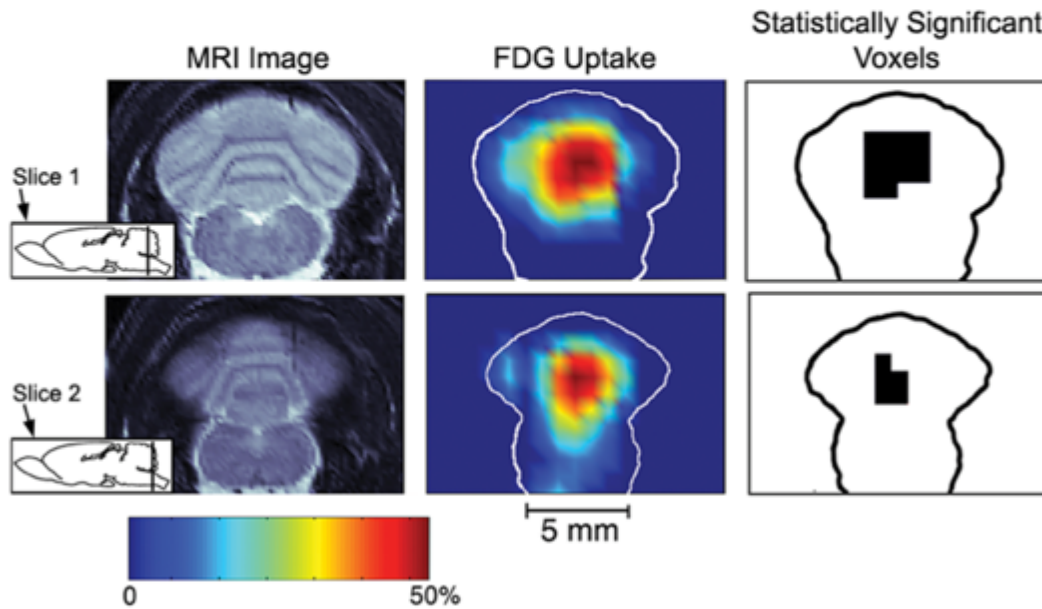 MRI Image
FDG Uptake
Statistically Significant
Voxels
Slice 1
Slice 2
5 mm
0
50%